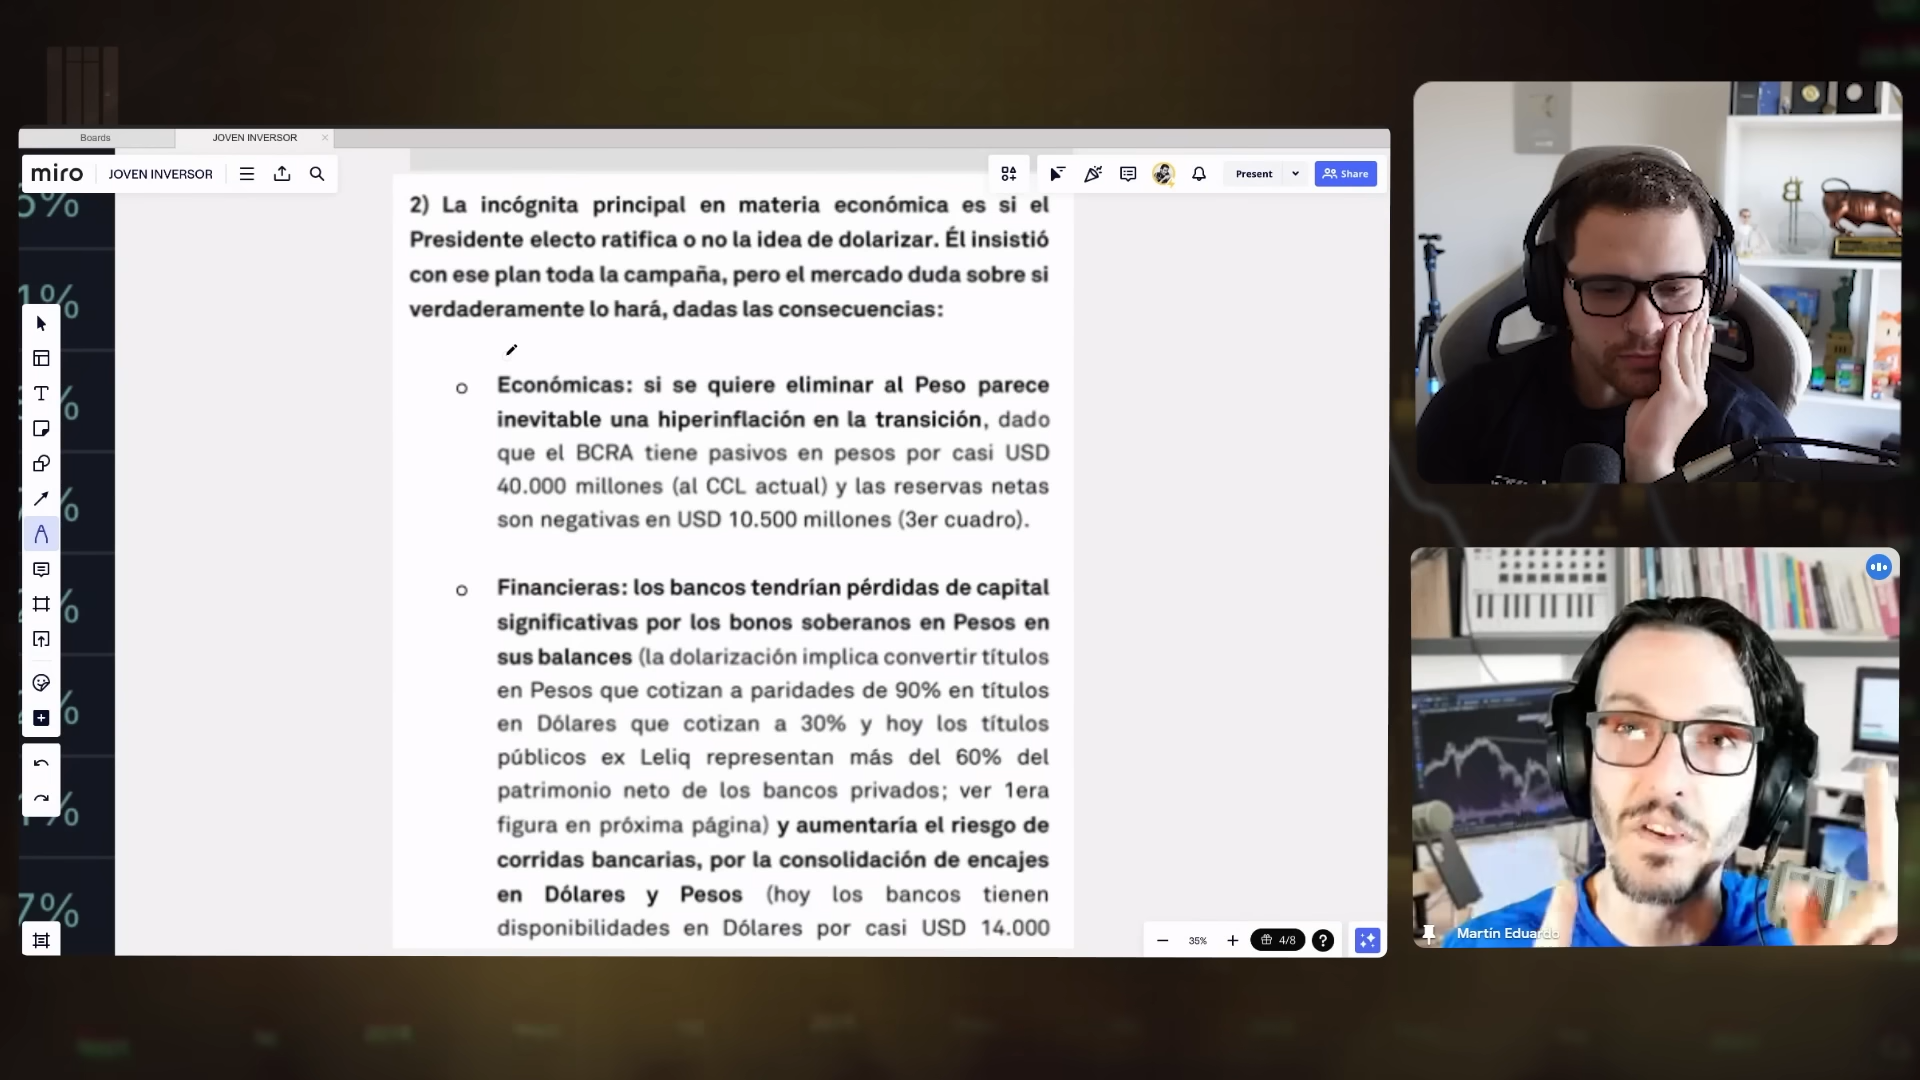 Boards
JOVEN INVERSOR
miro
JOVEN INVERSOR
Present
Share
2) La incógnita principal en materia económica es si el
Presidente electo ratifica o no la idea de dolarizar. Él insistió
con ese plan toda la campaña, pero el mercado duda sobre si
verdaderamente lo hará, dadas las consecuencias:
o Económicas: si se quiere eliminar al Peso parece
inevitable una hiperinflación en la transición, dado
que el BCRA tiene pasivos en pesos por casi USD
40.000 millones (al CCL actual) y las reservas netas
son negativas en USD 10.500 millones (3er cuadro).
o Financieras: los bancos tendrían pérdidas de capital
significativas por los bonos soberanos en Pesos en
sus balances (la dolarización implica convertir títulos
en Pesos que cotizan a paridades de 90% en títulos
en Dólares que cotizan a 30% y hoy los títulos
públicos ex Leliq representan más del 60% del
patrimonio neto de los bancos privados; ver 1era
figura en próxima página) y aumentaría el riesgo de
corridas bancarias, por la consolidación de encajes
en Dólares y Pesos (hoy los bancos tienen
disponibilidades en Dólares por casi USD 14.000
35%
4/8
Martín Eduardo